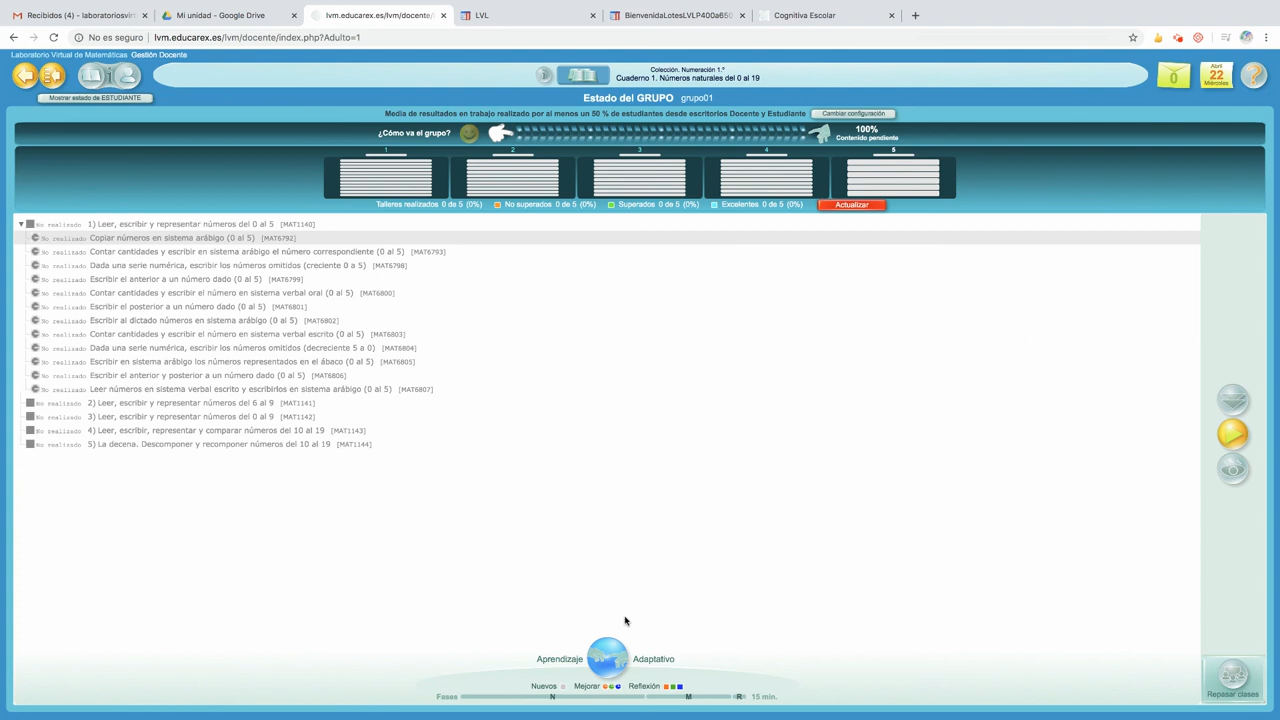 Recibidos (4) - laboratoriosvirt
Mi unidad - Google Drive
lvm.educarex.es/lvm/docente/
LVL
BienvenidaLotesLVLP400a650
Cognitiva Escolar
No es seguro | lvm.educarex.es/lvm/docente/index.php?Adulto=1
Laboratorio Virtual de Matemáticas Gestión Docente
Colección. Numeración 1.º
Cuaderno 1. Números naturales del 0 al 19
0
Abril
22
Miércoles
?
Mostrar estado de ESTUDIANTE
Estado del GRUPO grupo01
Media de resultados en trabajo realizado por al menos un 50 % de estudiantes desde escritorios Docente y Estudiante
Cambiar configuración
¿Cómo va el grupo?
100%
Contenido pendiente
1 2 3 4 5
Talleres realizados 0 de 5 (0%) No superados 0 de 5 (0%) Superados 0 de 5 (0%) Excelentes 0 de 5 (0%) Actualizar
No realizado 1) Leer, escribir y representar números del 0 al 5 [MAT1140]
No realizado Copiar números en sistema arábigo (0 al 5) [MAT6792]
No realizado Contar cantidades y escribir en sistema arábigo el número correspondiente (0 al 5) [MAT6793]
No realizado Dada una serie numérica, escribir los números omitidos (creciente 0 a 5) [MAT6798]
No realizado Escribir el anterior a un número dado (0 al 5) [MAT6799]
No realizado Contar cantidades y escribir el número en sistema verbal oral (0 al 5) [MAT6800]
No realizado Escribir el posterior a un número dado (0 al 5) [MAT6801]
No realizado Escribir al dictado números en sistema arábigo (0 al 5) [MAT6802]
No realizado Contar cantidades y escribir el número en sistema verbal escrito (0 al 5) [MAT6803]
No realizado Dada una serie numérica, escribir los números omitidos (decreciente 5 a 0) [MAT6804]
No realizado Escribir en sistema arábigo los números representados en el ábaco (0 al 5) [MAT6805]
No realizado Escribir el anterior y posterior a un número dado (0 al 5) [MAT6806]
No realizado Leer números en sistema verbal escrito y escribirlos en sistema arábigo (0 al 5) [MAT6807]
No realizado 2) Leer, escribir y representar números del 6 al 9 [MAT1141]
No realizado 3) Leer, escribir y representar números del 0 al 9 [MAT1142]
No realizado 4) Leer, escribir, representar y comparar números del 10 al 19 [MAT1143]
No realizado 5) La decena. Descomponer y recomponer números del 10 al 19 [MAT1144]
Aprendizaje Adaptativo
Nuevos Mejorar Reflexión
Fases N M R 15 min.
Repasar clases